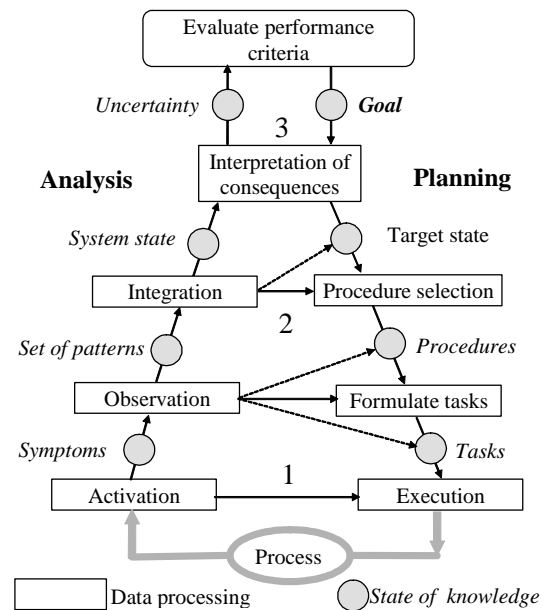 Evaluate performance
criteria
Uncertainty
Goal
3
Interpretation of
consequences
Analysis
Planning
System state
Target state
Integration
Procedure selection
2
Set of patterns
Procedures
Observation
Formulate tasks
Symptoms
Tasks
1
Activation
Execution
Process
Data processing
State of knowledge